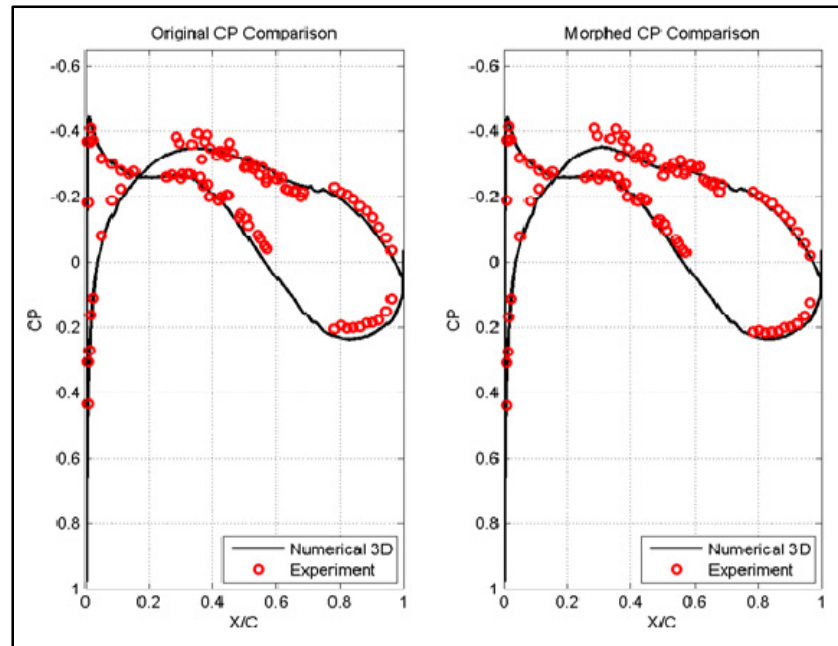 Original CP Comparison
-0.6
-0.4
-0.2
0
0.2
0.4
0.6
0.8
1
CP
0 0.2 0.4 0.6 0.8 1
X/C
Numerical 3D
Experiment
Morphed CP Comparison
-0.6
-0.4
-0.2
0
0.2
0.4
0.6
0.8
1
CP
0 0.2 0.4 0.6 0.8 1
X/C
Numerical 3D
Experiment